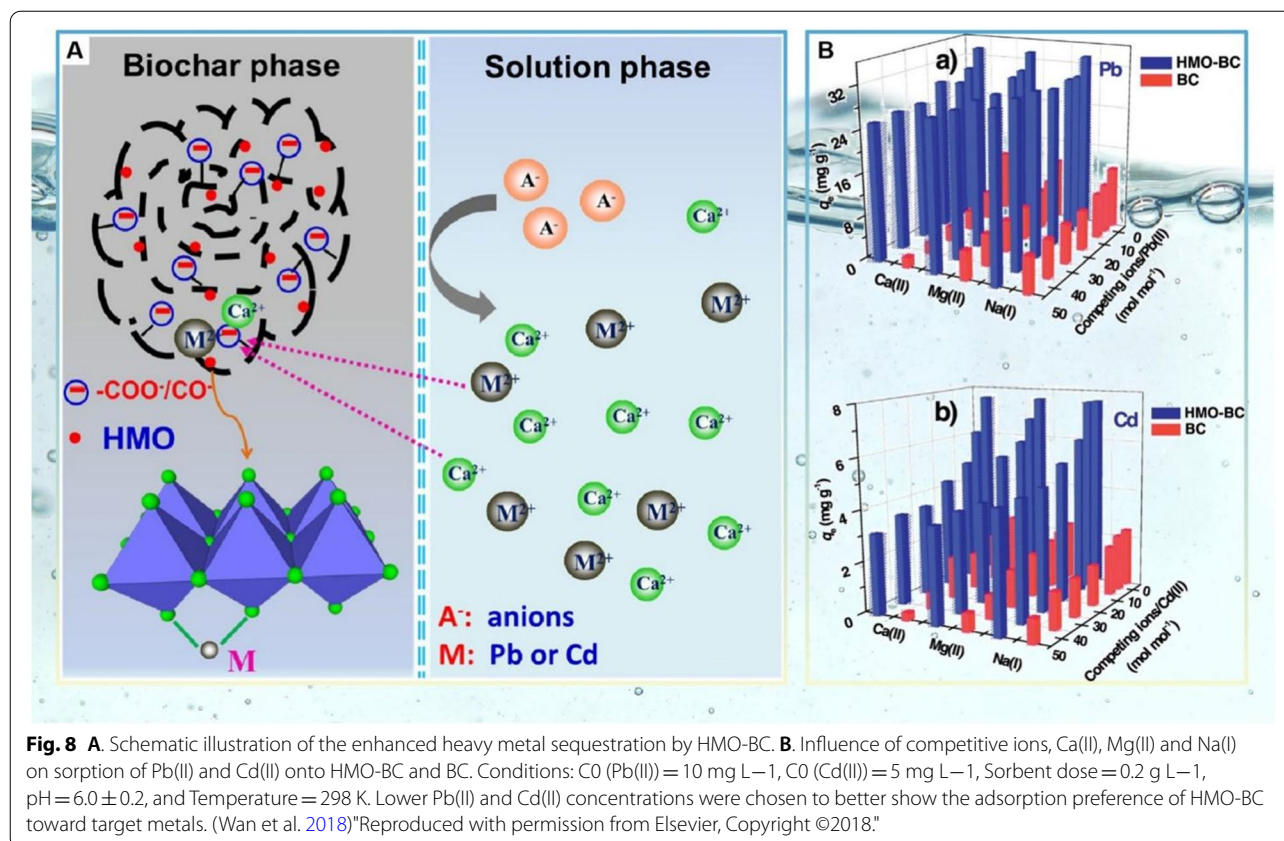 A
Biochar phase
Solution phase
A⁻
A⁻
A⁻
Ca²⁺
M²⁺
M²⁺
Ca²⁺
Ca²⁺
M²⁺
M²⁺
Ca²⁺
Ca²⁺
Ca²⁺
Ca²⁺
Ca²⁺
M²⁺
M²⁺
Ca²⁺
M²⁺
Ca²⁺
-COO⁻/CO⁻
HMO
M
A⁻: anions
M: Pb or Cd
B
a)
Pb
HMO-BC
BC
qₑ (mg g⁻¹)
32
24
16
8
0
Ca(II)
Mg(II)
Na(I)
50
40
30
20
10
0
Competing ions/Pb(II)
(mol mol⁻¹)
b)
Cd
HMO-BC
BC
qₑ (mg g⁻¹)
8
6
4
2
0
Ca(II)
Mg(II)
Na(I)
50
40
30
20
10
0
Competing ions/Cd(II)
(mol mol⁻¹)
Fig. 8 A. Schematic illustration of the enhanced heavy metal sequestration by HMO-BC. B. Influence of competitive ions, Ca(II), Mg(II) and Na(I)
on sorption of Pb(II) and Cd(II) onto HMO-BC and BC. Conditions: C0 (Pb(II)) = 10 mg L−1, C0 (Cd(II)) = 5 mg L−1, Sorbent dose = 0.2 g L−1,
pH = 6.0 ± 0.2, and Temperature = 298 K. Lower Pb(II) and Cd(II) concentrations were chosen to better show the adsorption preference of HMO-BC
toward target metals. (Wan et al. 2018)"Reproduced with permission from Elsevier, Copyright ©2018."